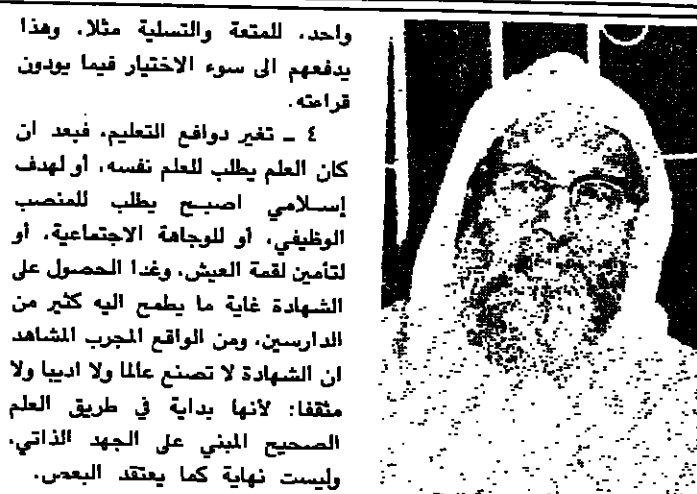 واحد، للمتعة والتسلية مثلا، وهذا
يدفعهم الى سوء الاختيار فيما يودون
قراءته.
٤ ـ تغير دوافع التعليم، فبعد ان
كان العلم يطلب للعلم نفسه، أو لهدف
إسلامي اصبح يطلب للمنصب
الوظيفي، أو للوجاهة الاجتماعية، أو
لتأمين لقمة العيش، وغدا الحصول على
الشهادة غاية ما يطمح اليه كثير من
الدارسين، ومن الواقع المجرب المشاهد
ان الشهادة لا تصنع عالما ولا اديبا ولا
مثقفا: لأنها بداية في طريق العلم
الصحيح المبني على الجهد الذاتي،
وليست نهاية كما يعتقد البعض.